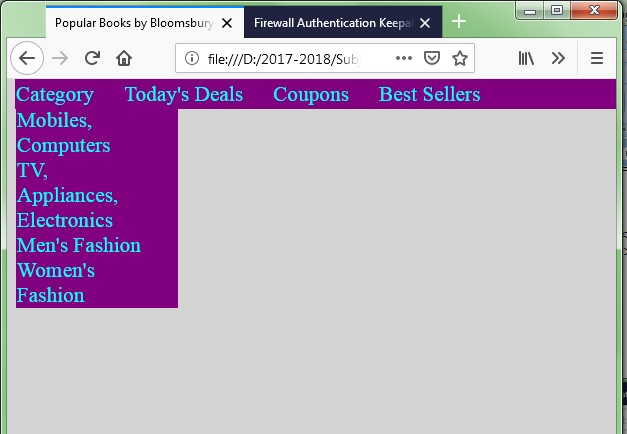 Popular Books by Bloomsbury
Firewall Authentication Keepal
file:///D:/2017-2018/Sub
Category Today's Deals Coupons Best Sellers
Mobiles,
Computers
TV,
Appliances,
Electronics
Men's Fashion
Women's
Fashion